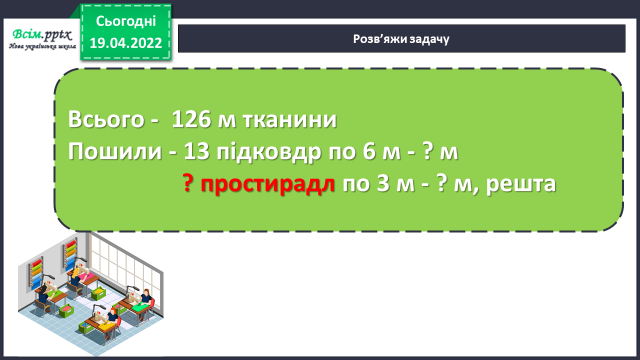 Всім.pptx
Нова українська школа
Сьогодні
19.04.2022
Розв’яжи задачу
Всього -  126 м тканини
Пошили - 13 підковдр по 6 м - ? м
? простирадл по 3 м - ? м, решта